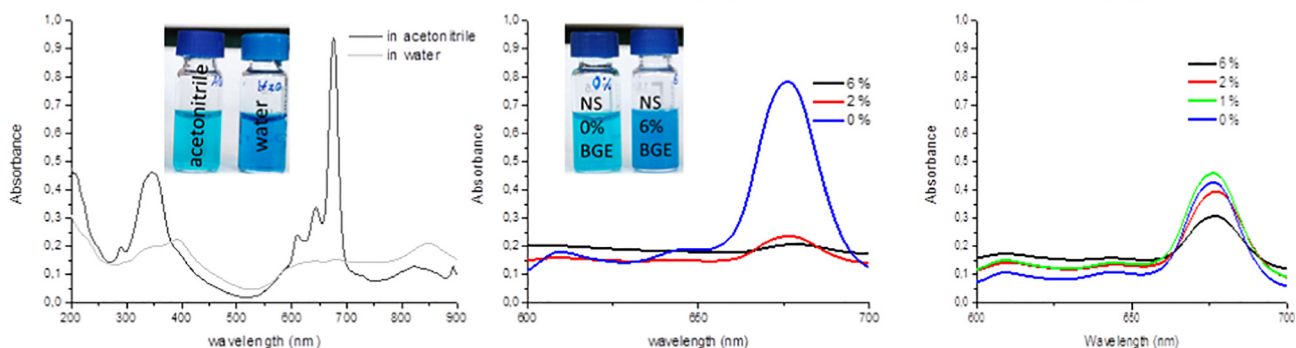 1,0
0,9
0,8
0,7
0,6
0,5
0,4
0,3
0,2
0,1
0,0
Absorbance
200 300 400 500 600 700 800 900
wavelength (nm)
in acetonitrile
in water
acetonitrile
water
H2O
1,0
0,9
0,8
0,7
0,6
0,5
0,4
0,3
0,2
0,1
0,0
Absorbance
600 650 700
wavelength (nm)
0%
NS
0%
BGE
NS
6%
BGE
6%
2%
0%
1,0
0,9
0,8
0,7
0,6
0,5
0,4
0,3
0,2
0,1
0,0
Absorbance
600 650 700
Wavelength (nm)
6%
2%
1%
0%